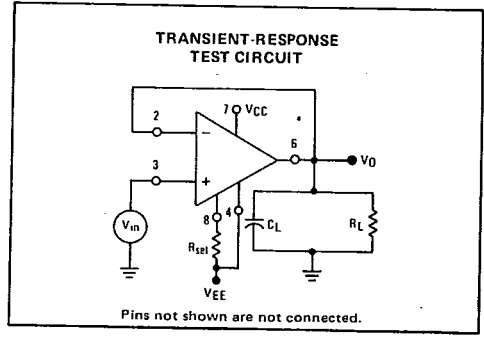 TRANSIENT-RESPONSE
TEST CIRCUIT
7 VCC
2
−
6
VO
3
+
Vin
8
4
CL
RL
Rset
VEE
Pins not shown are not connected.